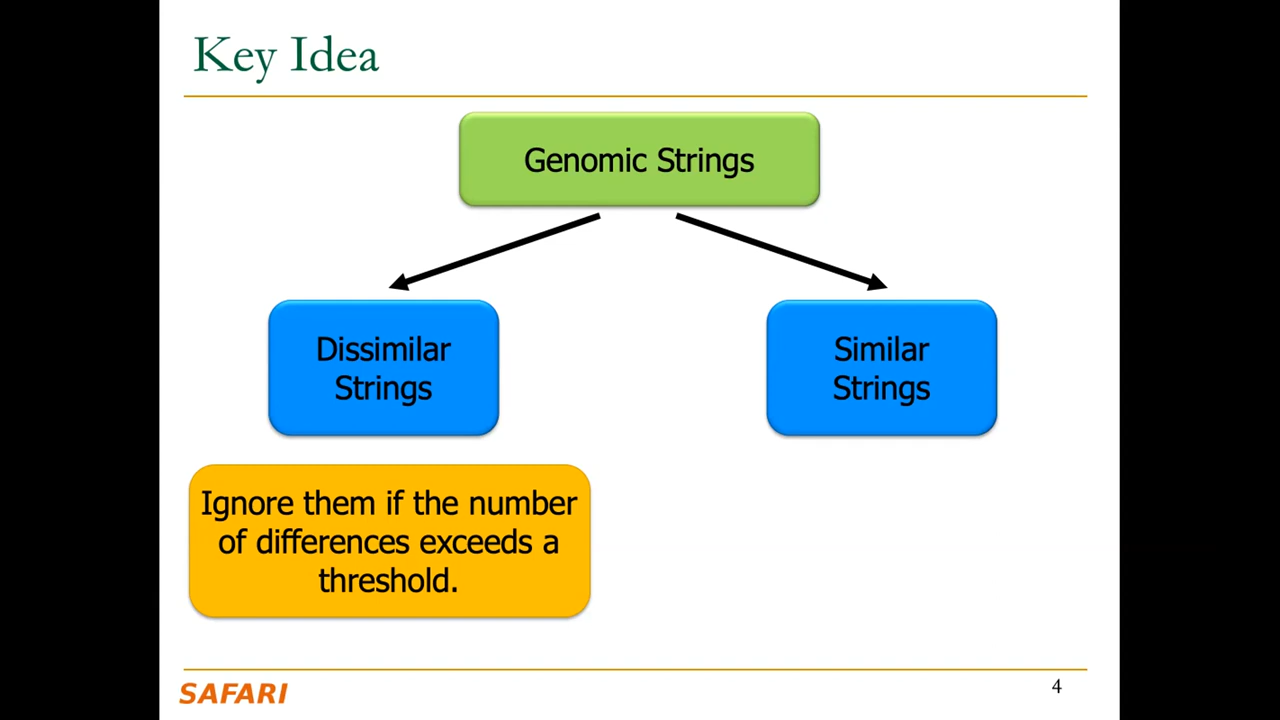 Key Idea
Genomic Strings
Dissimilar
Strings
Similar
Strings
Ignore them if the number
of differences exceeds a
threshold.
SAFARI
4